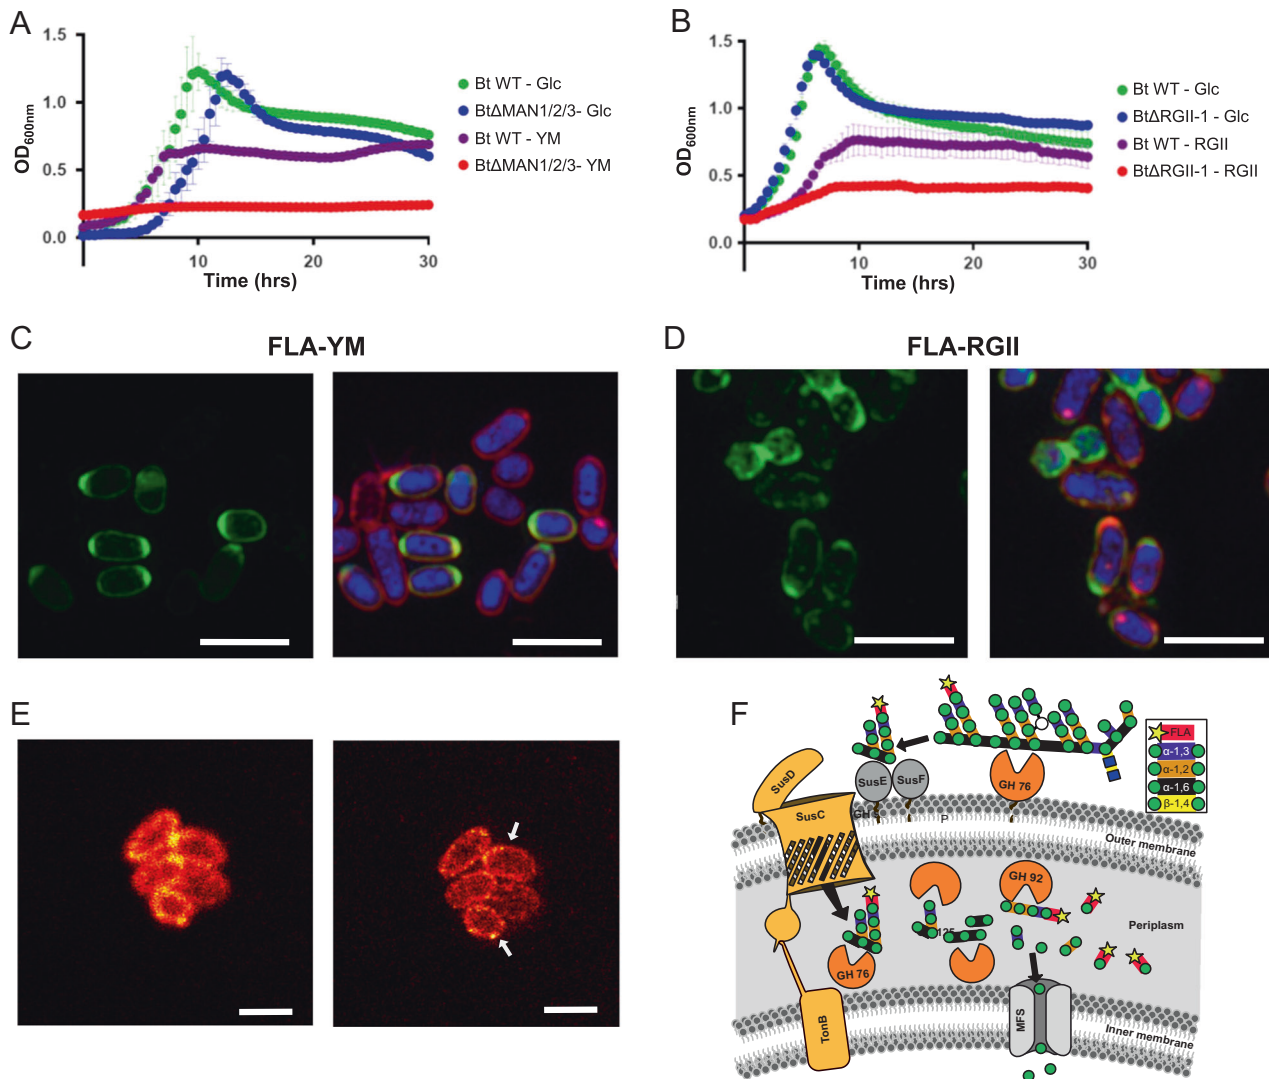 A
1.5
1.0
0.5
0.0
OD600nm
10
20
30
Time (hrs)
Bt WT - Glc
BtΔMAN1/2/3- Glc
Bt WT - YM
BtΔMAN1/2/3- YM
B
1.5
1.0
0.5
0.0
OD600nm
10
20
30
Time (hrs)
Bt WT - Glc
BtΔRGII-1 - Glc
Bt WT - RGII
BtΔRGII-1 - RGII
C
FLA-YM
D
FLA-RGII
E
F
FLA
α-1,3
α-1,2
α-1,6
β-1,4
SusD
SusE
SusF
GH 76
SusC
GH
P
Outer membrane
GH 92
125
Periplasm
GH 76
MFS
TonB
Inner membrane